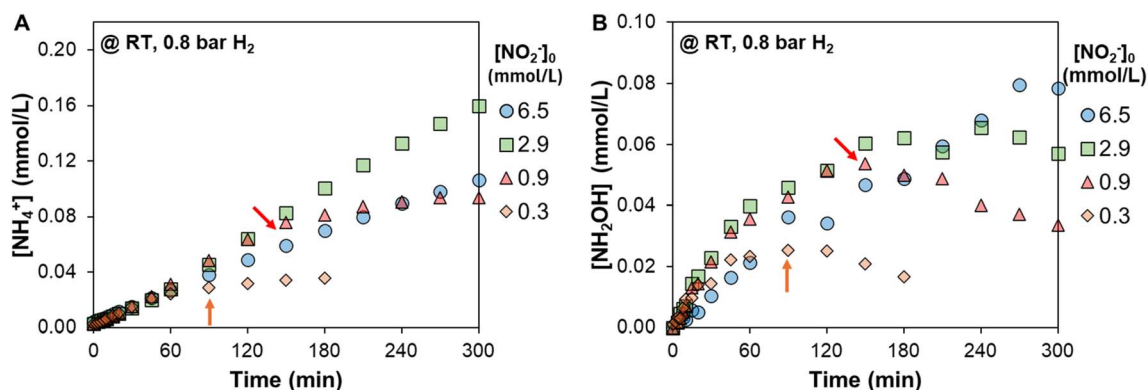 A
@ RT, 0.8 bar H₂
[NH₄⁺] (mmol/L)
0.20
0.16
0.12
0.08
0.04
0.00
0 60 120 180 240 300
Time (min)
[NO₂⁻]₀
(mmol/L)
6.5
2.9
0.9
0.3
B
@ RT, 0.8 bar H₂
[NH₂OH] (mmol/L)
0.10
0.08
0.06
0.04
0.02
0.00
0 60 120 180 240 300
Time (min)
[NO₂⁻]₀
(mmol/L)
6.5
2.9
0.9
0.3